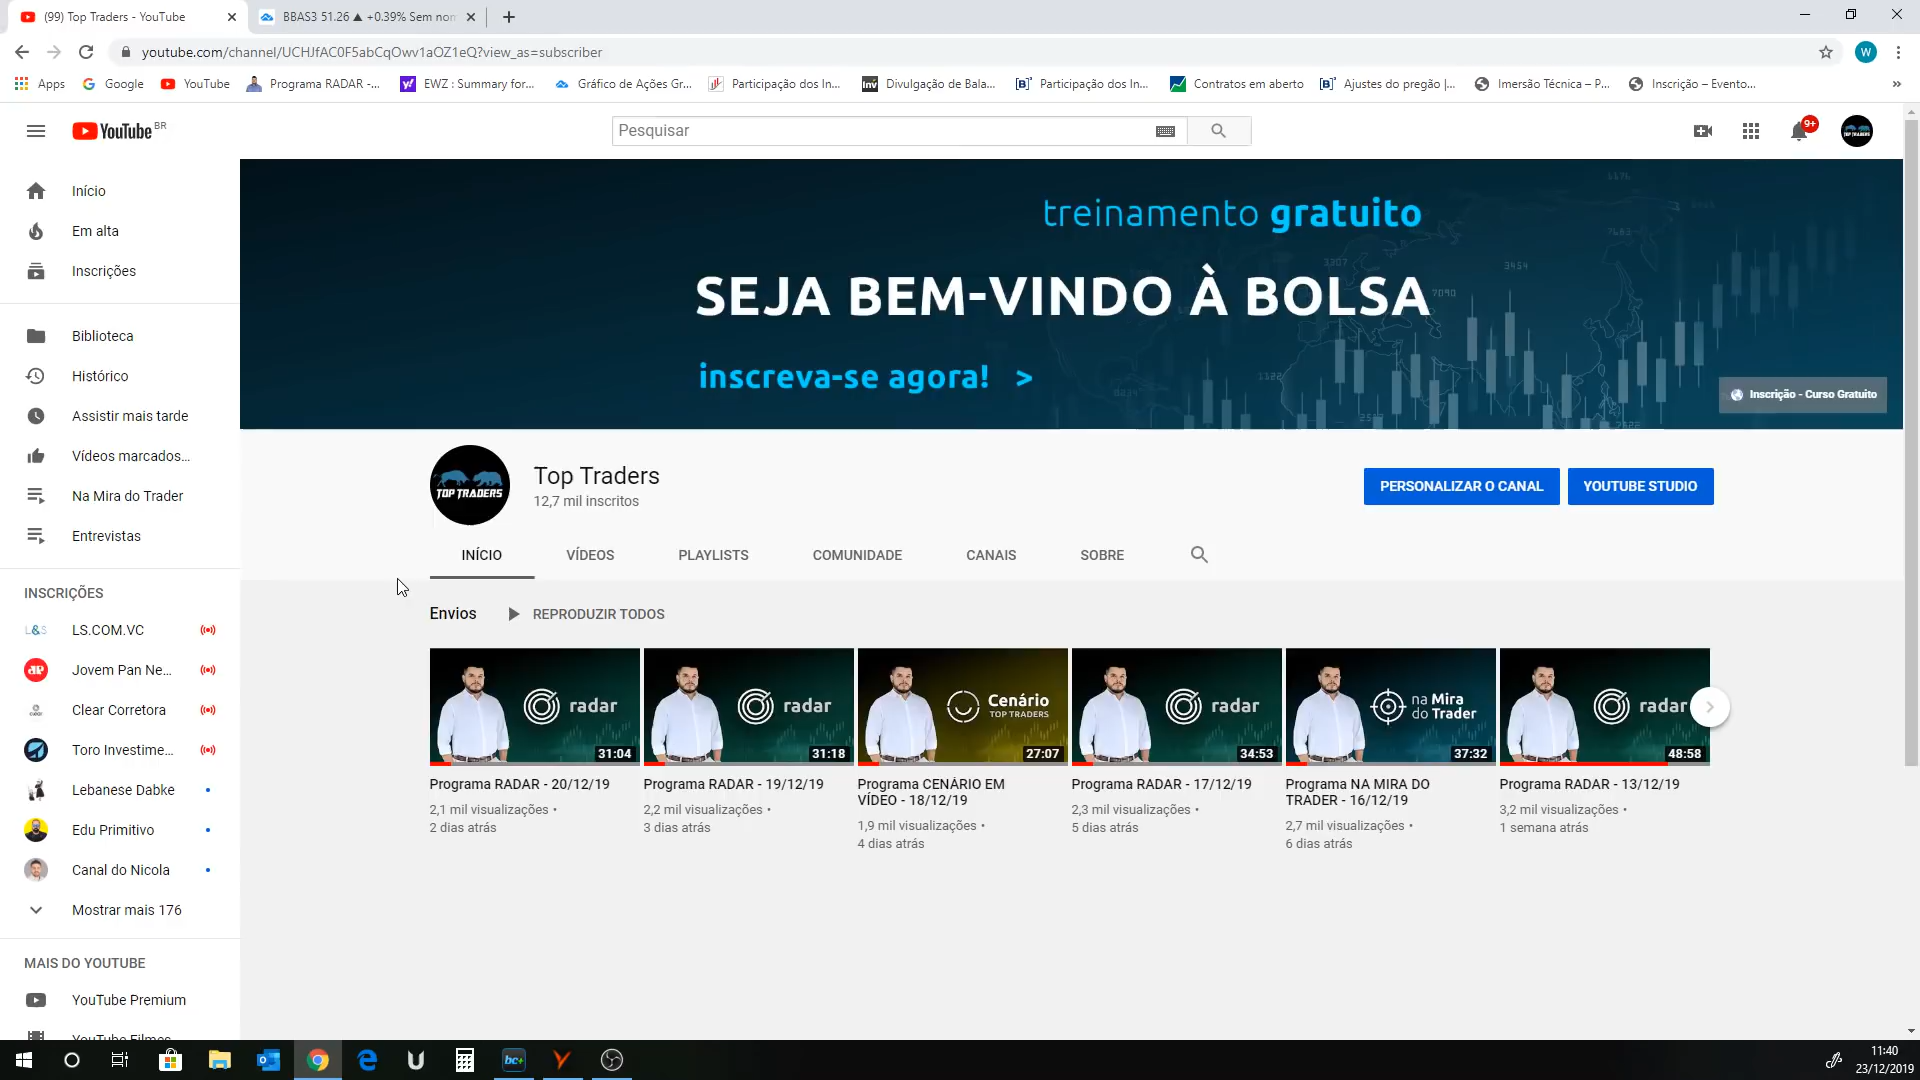 (99) Top Traders - YouTube
BBAS3 51.26 ▲ +0.39% Sem nom
youtube.com/channel/UCHJfAC0F5abCqOwv1aOZ1eQ?view_as=subscriber
W
Apps
Google
YouTube
Programa RADAR -...
EWZ : Summary for...
Gráfico de Ações Gr...
Participação dos In...
Divulgação de Bala...
Participação dos In...
Contratos em aberto
Ajustes do pregão |...
Imersão Técnica – P...
Inscrição – Evento...
YouTube BR
Pesquisar
9+
Início
Em alta
Inscrições
Biblioteca
Histórico
Assistir mais tarde
Vídeos marcados...
Na Mira do Trader
Entrevistas
INSCRIÇÕES
LS.COM.VC
Jovem Pan Ne...
Clear Corretora
Toro Investime...
Lebanese Dabke
Edu Primitivo
Canal do Nicola
Mostrar mais 176
MAIS DO YOUTUBE
YouTube Premium
YouTube Filmes
treinamento gratuito
SEJA BEM-VINDO À BOLSA
inscreva-se agora! >
Inscrição - Curso Gratuito
TOP TRADERS
Top Traders
12,7 mil inscritos
PERSONALIZAR O CANAL
YOUTUBE STUDIO
INÍCIO
VÍDEOS
PLAYLISTS
COMUNIDADE
CANAIS
SOBRE
Envios
REPRODUZIR TODOS
radar
31:04
Programa RADAR - 20/12/19
2,1 mil visualizações •
2 dias atrás
radar
31:18
Programa RADAR - 19/12/19
2,2 mil visualizações •
3 dias atrás
Cenário
TOP TRADERS
27:07
Programa CENÁRIO EM
VÍDEO - 18/12/19
1,9 mil visualizações •
4 dias atrás
radar
34:53
Programa RADAR - 17/12/19
2,3 mil visualizações •
5 dias atrás
na Mira
do Trader
37:32
Programa NA MIRA DO
TRADER - 16/12/19
2,7 mil visualizações •
6 dias atrás
radar
48:58
Programa RADAR - 13/12/19
3,2 mil visualizações •
1 semana atrás
bc+
11:40
23/12/2019